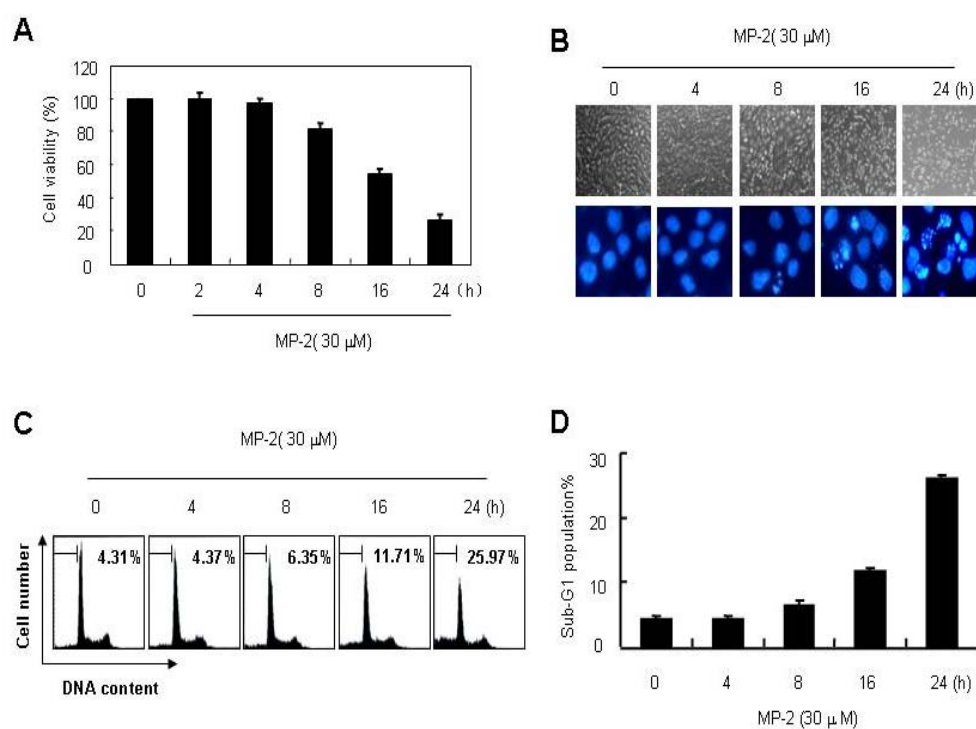 A
Cell viability (%)
120
100
80
60
40
20
0
0 2 4 8 16 24 (h)
MP-2( 30 μM)
B
MP-2( 30 μM)
0 4 8 16 24 (h)
C
MP-2( 30 μM)
0 4 8 16 24 (h)
Cell number
4.31% 4.37% 6.35% 11.71% 25.97%
DNA content
D
Sub-G1 population%
30
20
10
0
0 4 8 16 24 (h)
MP-2 (30 μM)